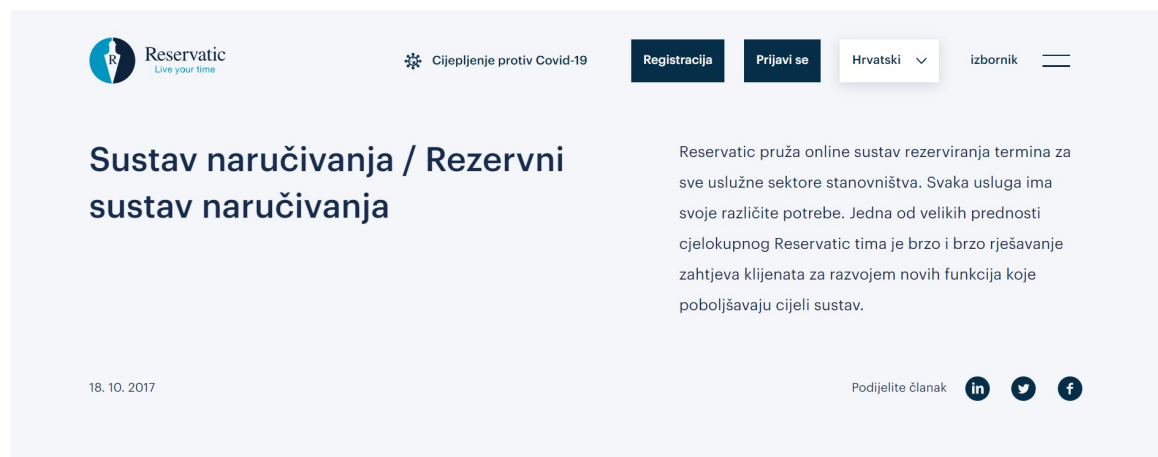 R
Reservatic
Live your time
Cijepljenje protiv Covid-19
Registracija
Prijavi se
Hrvatski
izbornik
Sustav naručivanja / Rezervni
sustav naručivanja
Reservatic pruža online sustav rezerviranja termina za
sve uslužne sektore stanovništva. Svaka usluga ima
svoje različite potrebe. Jedna od velikih prednosti
cjelokupnog Reservatic tima je brzo i brzo rješavanje
zahtjeva klijenata za razvojem novih funkcija koje
poboljšavaju cijeli sustav.
18. 10. 2017
Podijelite članak
in
f